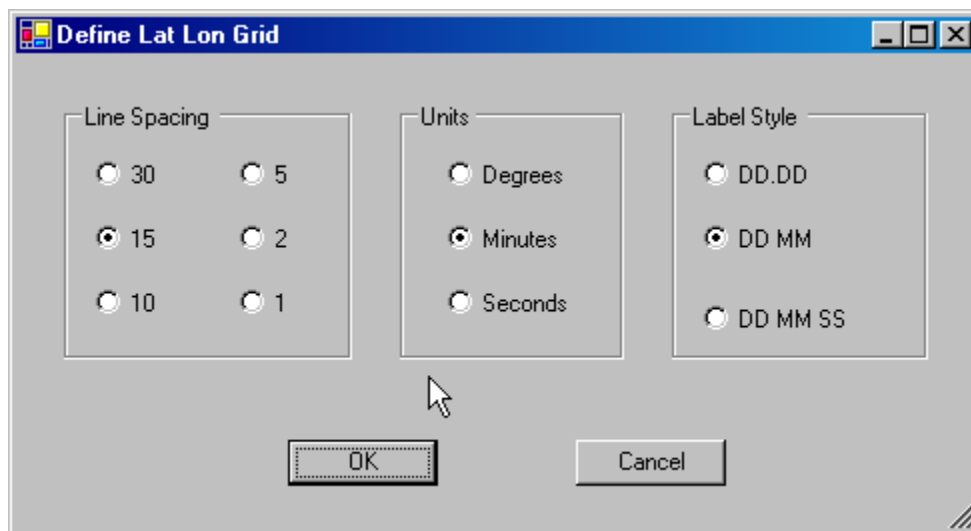 Define Lat Lon Grid
Line Spacing
30
5
15
2
10
1
Units
Degrees
Minutes
Seconds
Label Style
DD.DD
DD MM
DD MM SS
OK
Cancel